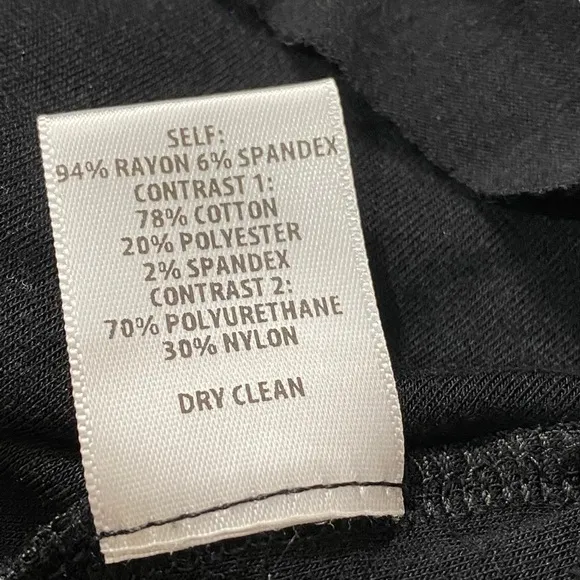 SELF:
94% RAYON 6% SPANDEX
CONTRAST 1:
78% COTTON
20% POLYESTER
2% SPANDEX
CONTRAST 2:
70% POLYURETHANE
30% NYLON
DRY CLEAN